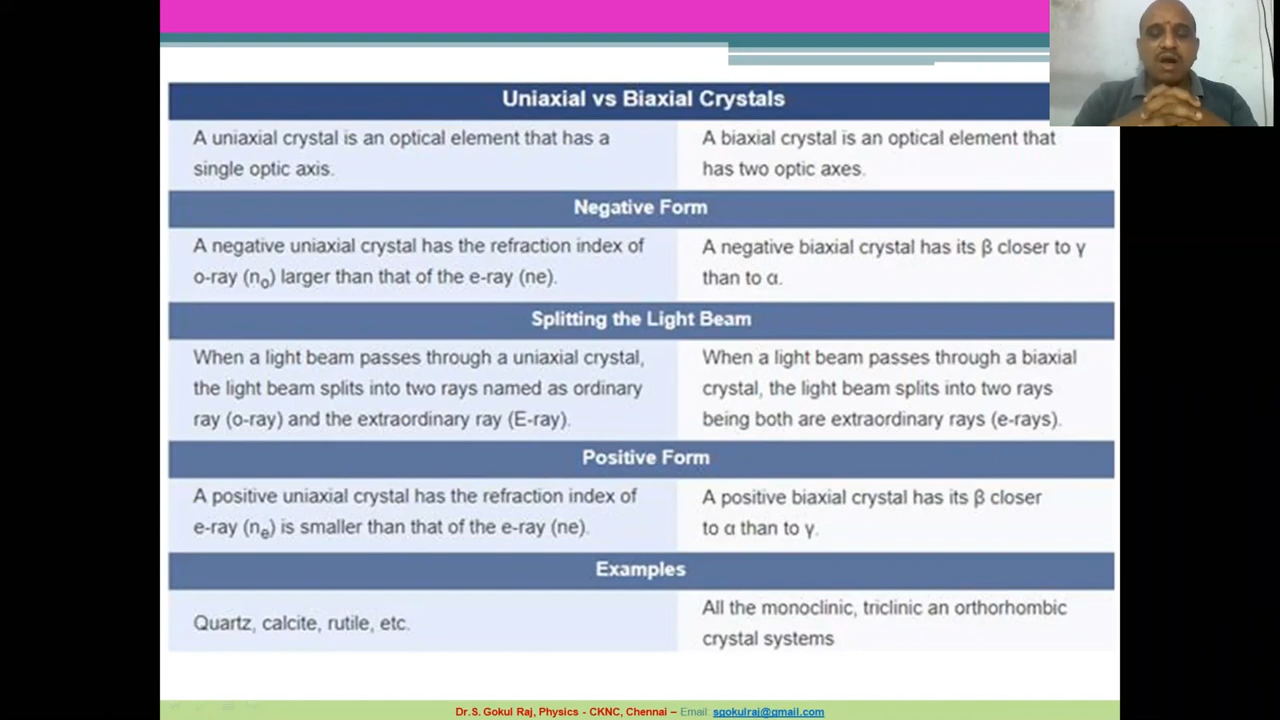 Uniaxial vs Biaxial Crystals
A uniaxial crystal is an optical element that has a
single optic axis.
A biaxial crystal is an optical element that
has two optic axes.
Negative Form
A negative uniaxial crystal has the refraction index of
o-ray (no) larger than that of the e-ray (ne).
A negative biaxial crystal has its β closer to γ
than to α.
Splitting the Light Beam
When a light beam passes through a uniaxial crystal,
the light beam splits into two rays named as ordinary
ray (o-ray) and the extraordinary ray (E-ray).
When a light beam passes through a biaxial
crystal, the light beam splits into two rays
being both are extraordinary rays (e-rays).
Positive Form
A positive uniaxial crystal has the refraction index of
e-ray (ne) is smaller than that of the e-ray (ne).
A positive biaxial crystal has its β closer
to α than to γ.
Examples
Quartz, calcite, rutile, etc.
All the monoclinic, triclinic an orthorhombic
crystal systems
Dr.S. Gokul Raj, Physics - CKNC, Chennai – Email: sgokulraj@gmail.com